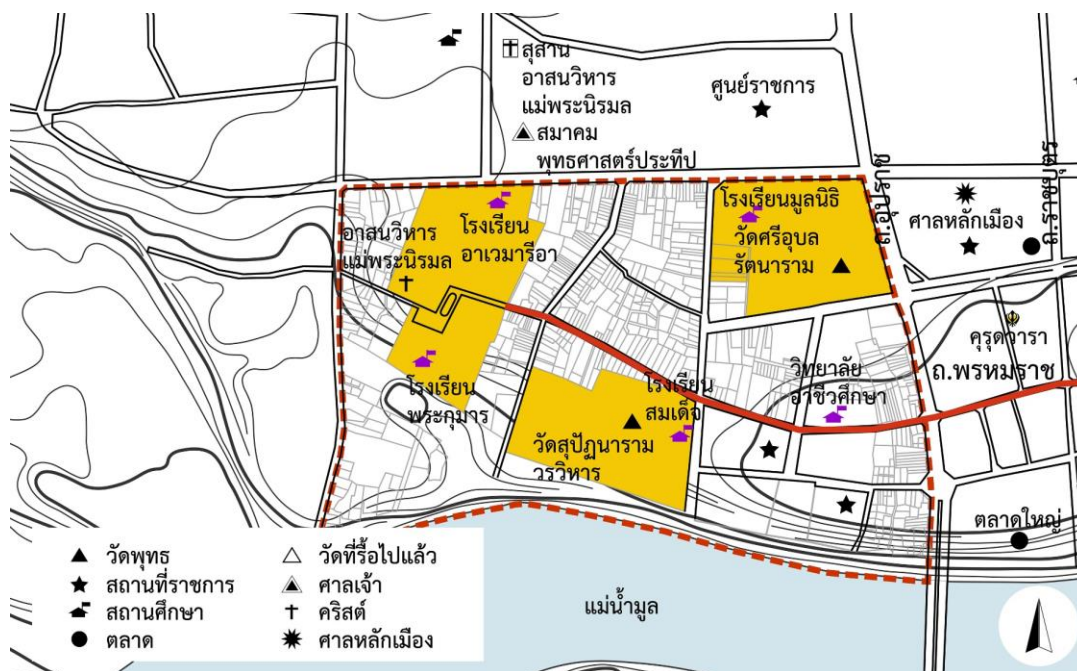 สุสาน
อาสนวิหาร
แม่พระนิรมล
สมาคม
พุทธศาสตร์ประทีป
ศูนย์ราชการ
ถ.อุปราช
ถ.ราชบุตร
ศาลหลักเมือง
โรงเรียนมูลนิธิ
วัดศรีอุบล
รัตนาราม
อาสนวิหาร
แม่พระนิรมล
โรงเรียน
อาเวมารีอา
คุรุดวารา
ถ.พรหมราช
วิทยาลัย
อาชีวศึกษา
โรงเรียน
พระกุมาร
โรงเรียน
สมเด็จ
วัดสุปัฏนาราม
วรวิหาร
ตลาดใหญ่
แม่น้ำมูล
วัดพุทธ
สถานที่ราชการ
สถานศึกษา
ตลาด
วัดที่รื้อไปแล้ว
ศาลเจ้า
คริสต์
ศาลหลักเมือง